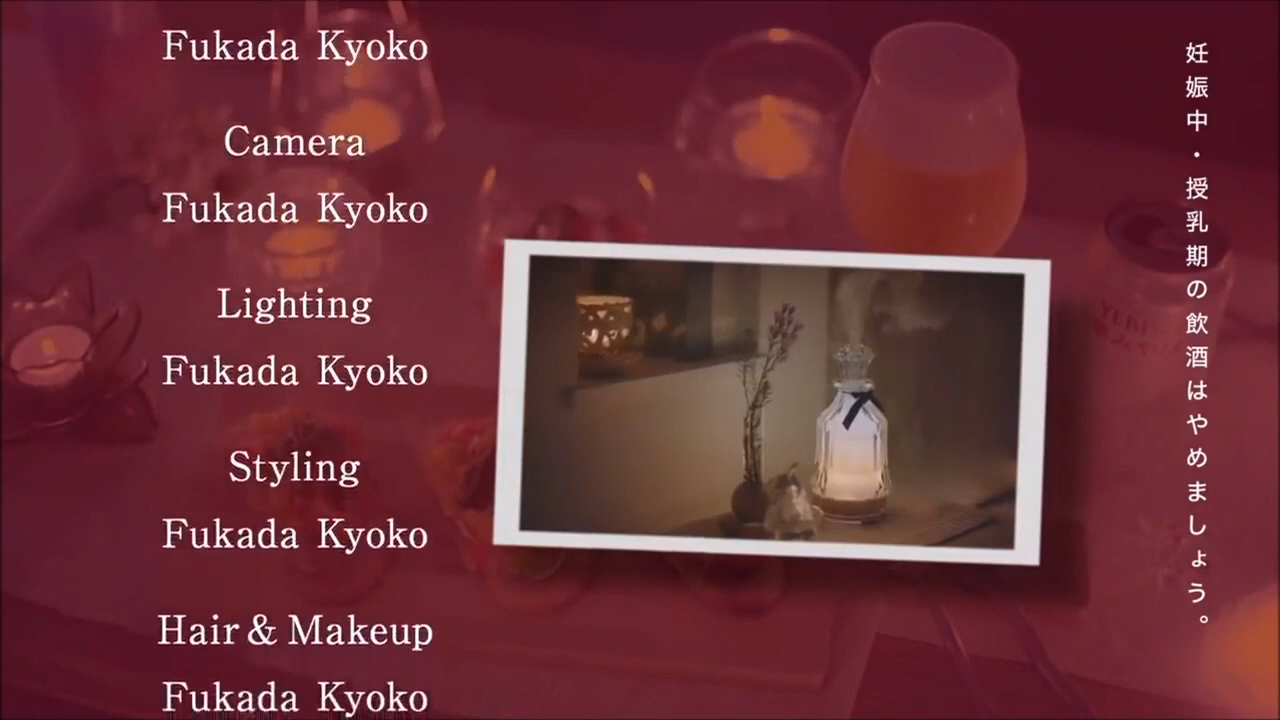 Fukada Kyoko
Camera
Fukada Kyoko
Lighting
Fukada Kyoko
Styling
Fukada Kyoko
Hair & Makeup
Fukada Kyoko
妊娠中・授乳期の飲酒はやめましょう。